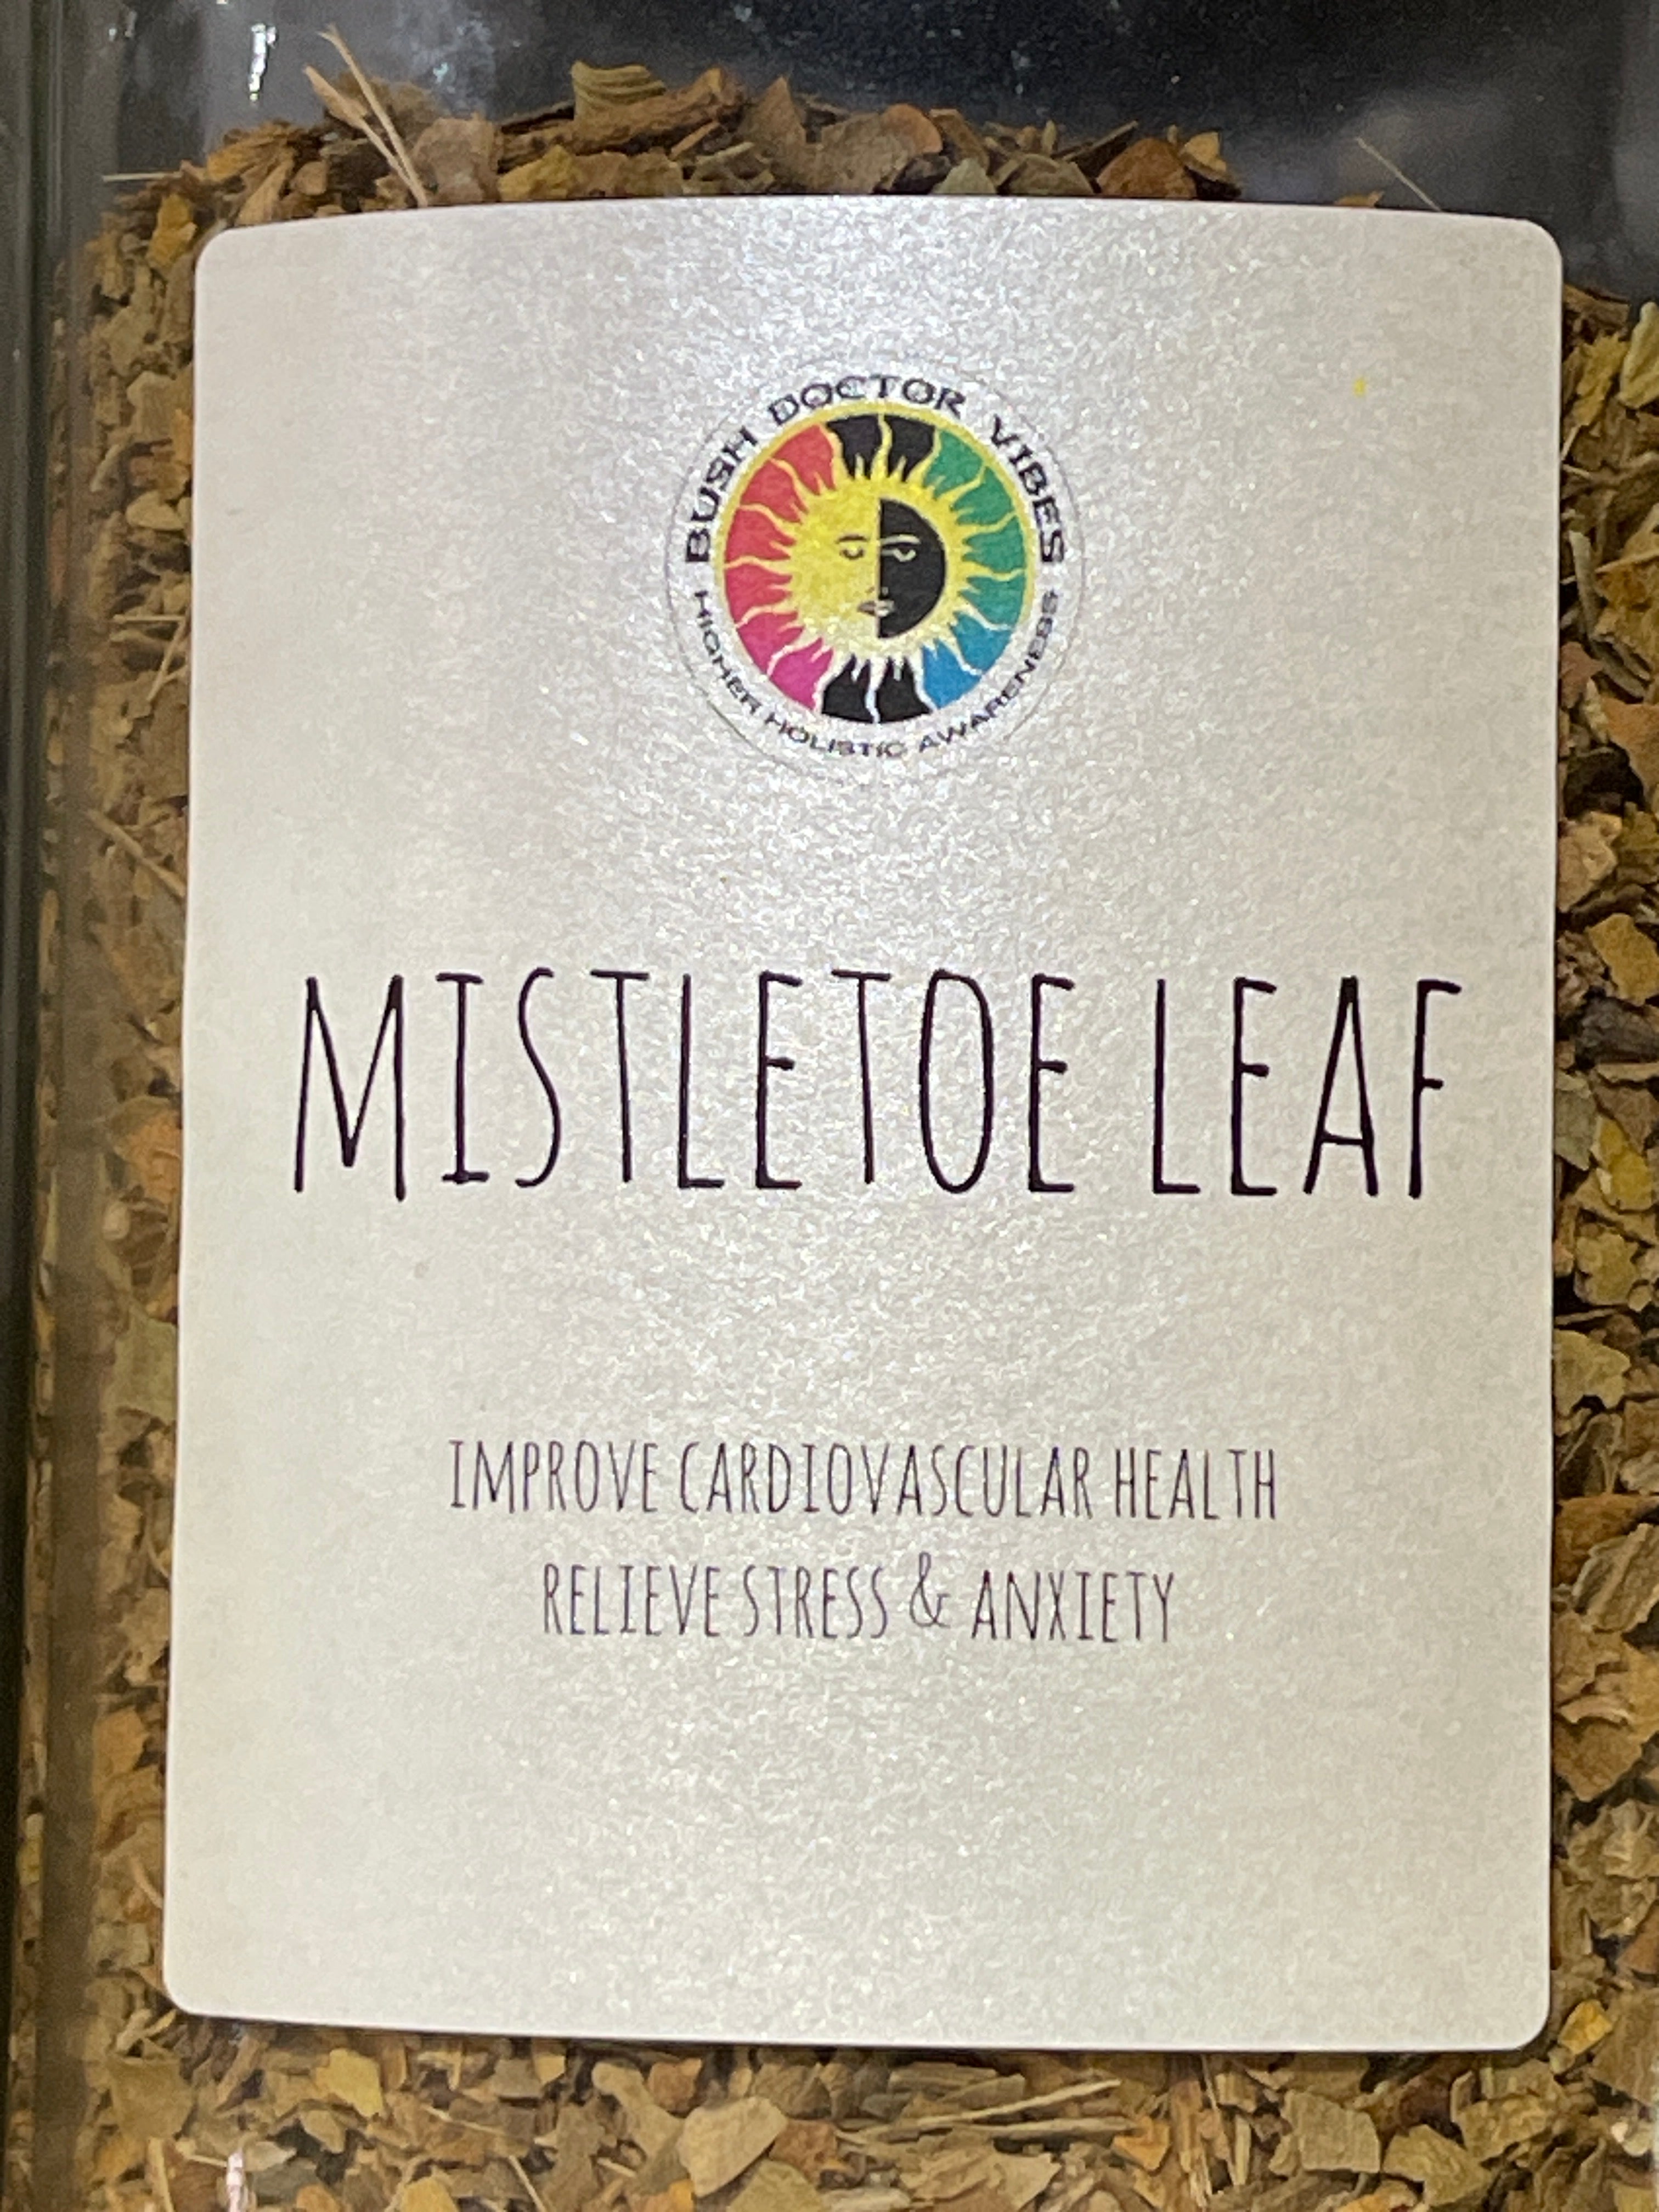 BUSH DOCTOR VIBES
HIGHER HOLISTIC AWARENESS
MISTLETOE LEAF
IMPROVE CARDIOVASCULAR HEALTH
RELIEVE STRESS & ANXIETY